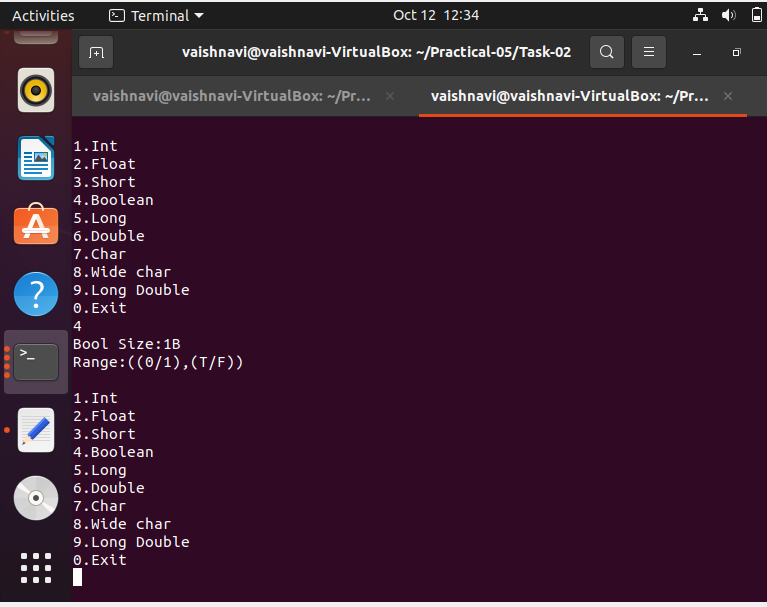 Activities Terminal Oct 12 12:34
vaishnavi@vaishnavi-VirtualBox: ~/Practical-05/Task-02
vaishnavi@vaishnavi-VirtualBox: ~/Pr... × vaishnavi@vaishnavi-VirtualBox: ~/Pr... ×
1.Int
2.Float
3.Short
4.Boolean
5.Long
6.Double
7.Char
8.Wide char
9.Long Double
0.Exit
4
Bool Size:1B
Range:((0/1),(T/F))
1.Int
2.Float
3.Short
4.Boolean
5.Long
6.Double
7.Char
8.Wide char
9.Long Double
0.Exit